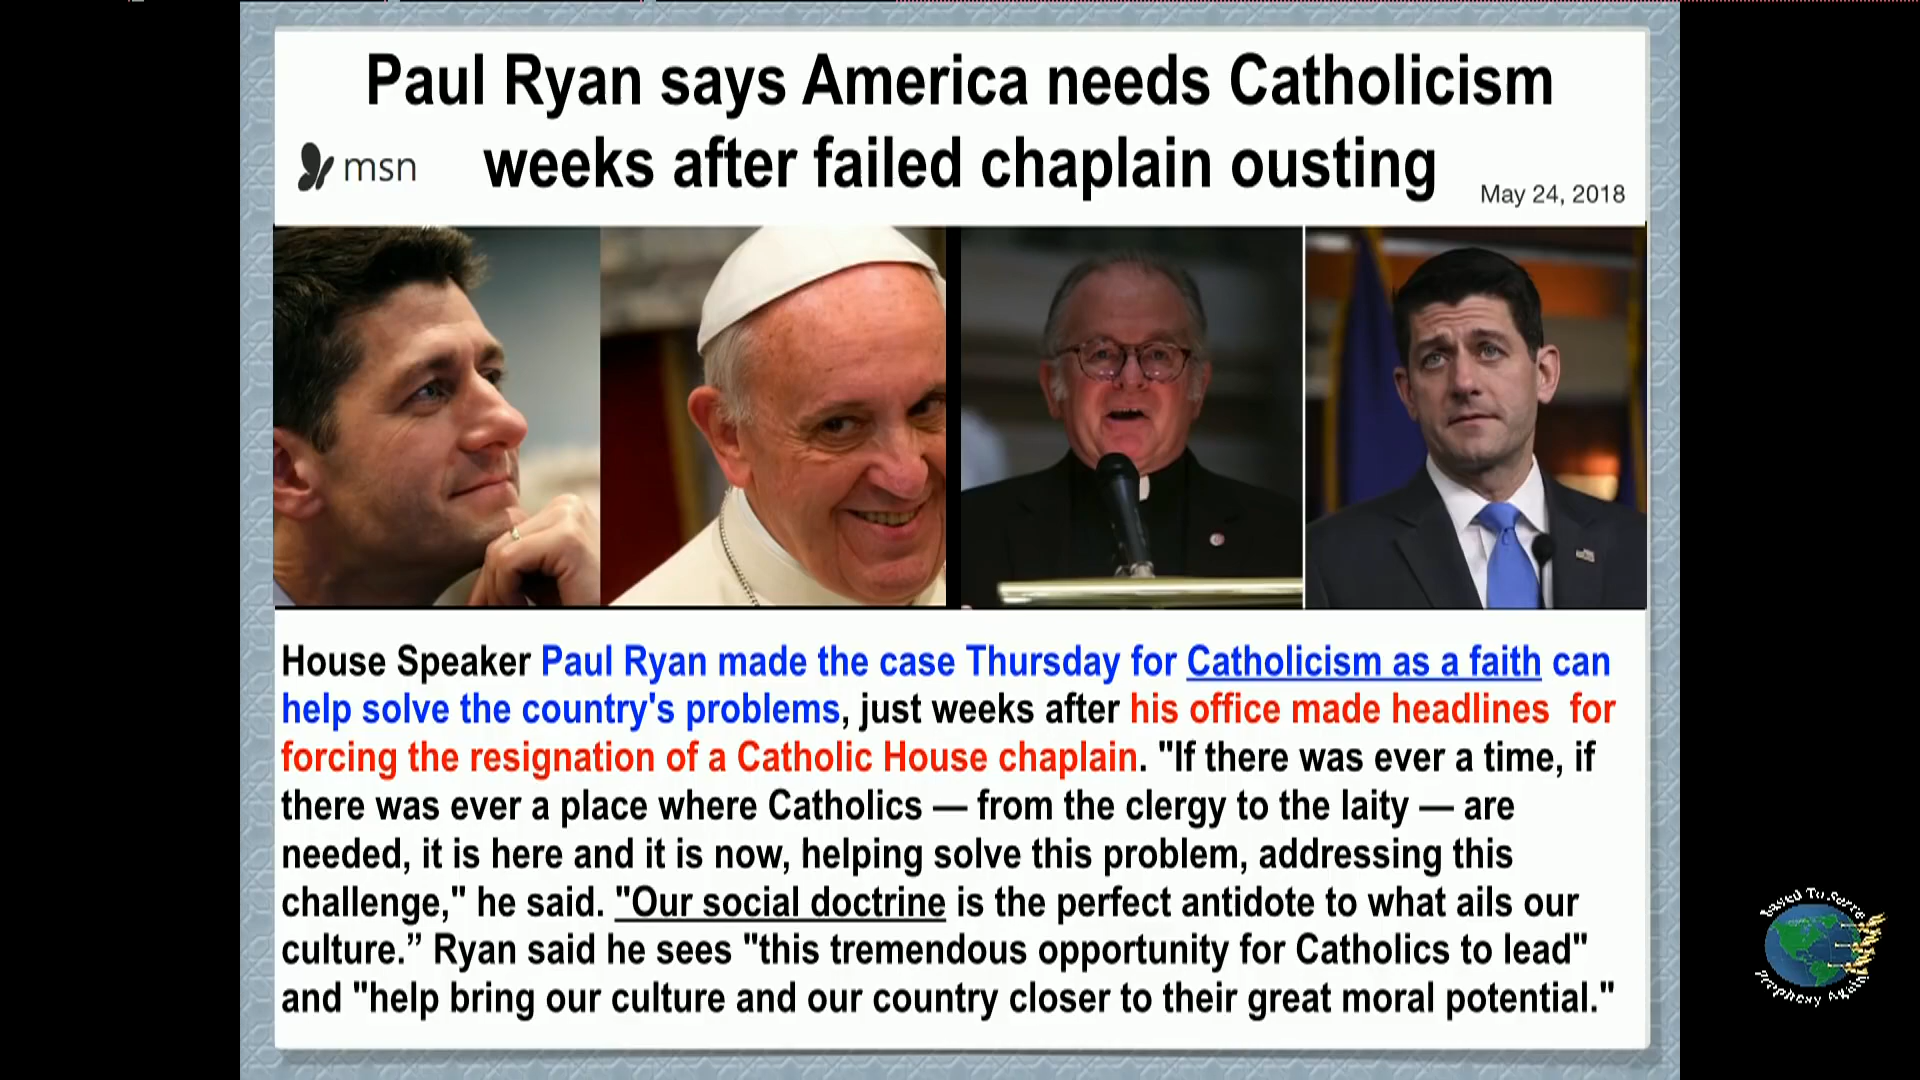 Paul Ryan says America needs Catholicism
weeks after failed chaplain ousting
msn
May 24, 2018
House Speaker Paul Ryan made the case Thursday for Catholicism as a faith can
help solve the country's problems, just weeks after his office made headlines  for
forcing the resignation of a Catholic House chaplain. "If there was ever a time, if
there was ever a place where Catholics — from the clergy to the laity — are
needed, it is here and it is now, helping solve this problem, addressing this
challenge," he said. "Our social doctrine is the perfect antidote to what ails our
culture.” Ryan said he sees "this tremendous opportunity for Catholics to lead"
and "help bring our culture and our country closer to their great moral potential."
To Serve
Prophesy Again